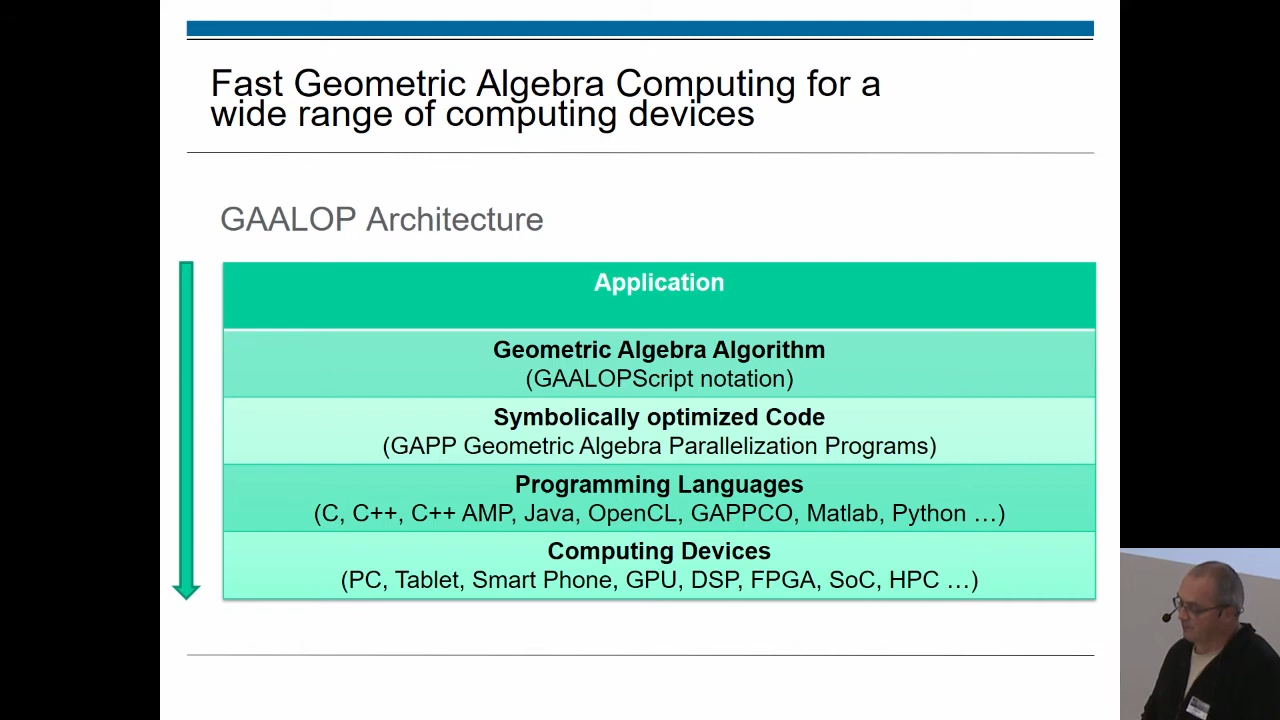 Fast Geometric Algebra Computing for a
wide range of computing devices
GAALOP Architecture
Application
Geometric Algebra Algorithm
(GAALOPScript notation)
Symbolically optimized Code
(GAPP Geometric Algebra Parallelization Programs)
Programming Languages
(C, C++, C++ AMP, Java, OpenCL, GAPPCO, Matlab, Python …)
Computing Devices
(PC, Tablet, Smart Phone, GPU, DSP, FPGA, SoC, HPC …)